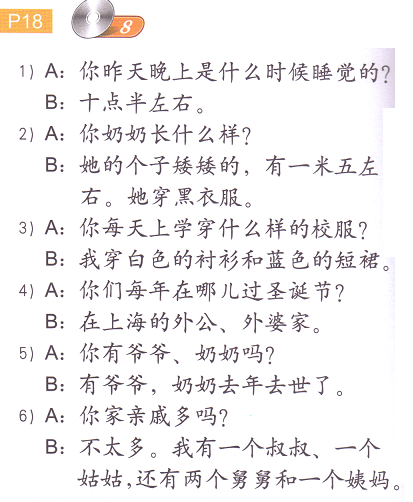 P18 8
1) A: 你昨天晚上是什么时候睡觉的?
B: 十点半左右。
2) A: 你奶奶长什么样?
B: 她的个子矮矮的，有一米五左
右。她穿黑衣服。
3) A: 你每天上学穿什么样的校服?
B: 我穿白色的衬衫和蓝色的短裙。
4) A: 你们每年在哪儿过圣诞节?
B: 在上海的外公、外婆家。
5) A: 你有爷爷、奶奶吗?
B: 有爷爷，奶奶去年去世了。
6) A: 你家亲戚多吗?
B: 不太多。我有一个叔叔、一个
姑姑,还有两个舅舅和一个姨妈。